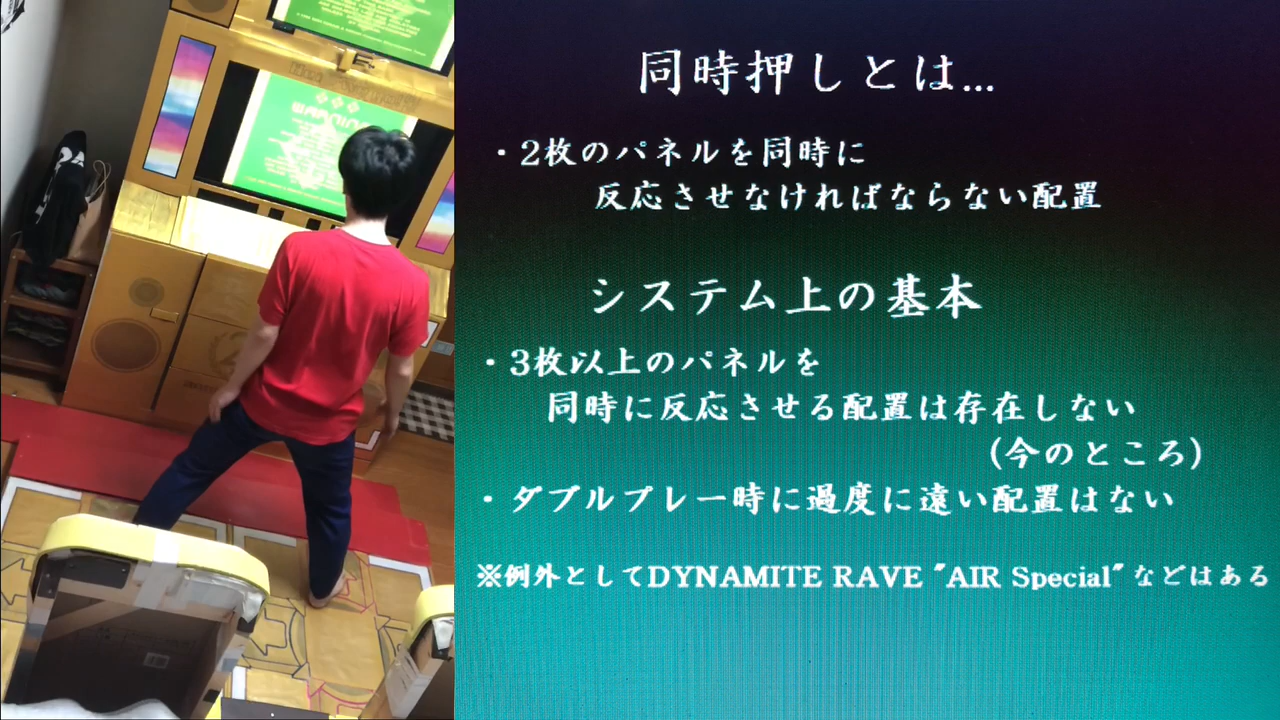 同時押しとは...
・2枚のパネルを同時に
反応させなければならない配置
システム上の基本
・3枚以上のパネルを
同時に反応させる配置は存在しない
(今のところ)
・ダブルプレー時に過度に遠い配置はない
※例外としてDYNAMITE RAVE "AIR Special"などはある